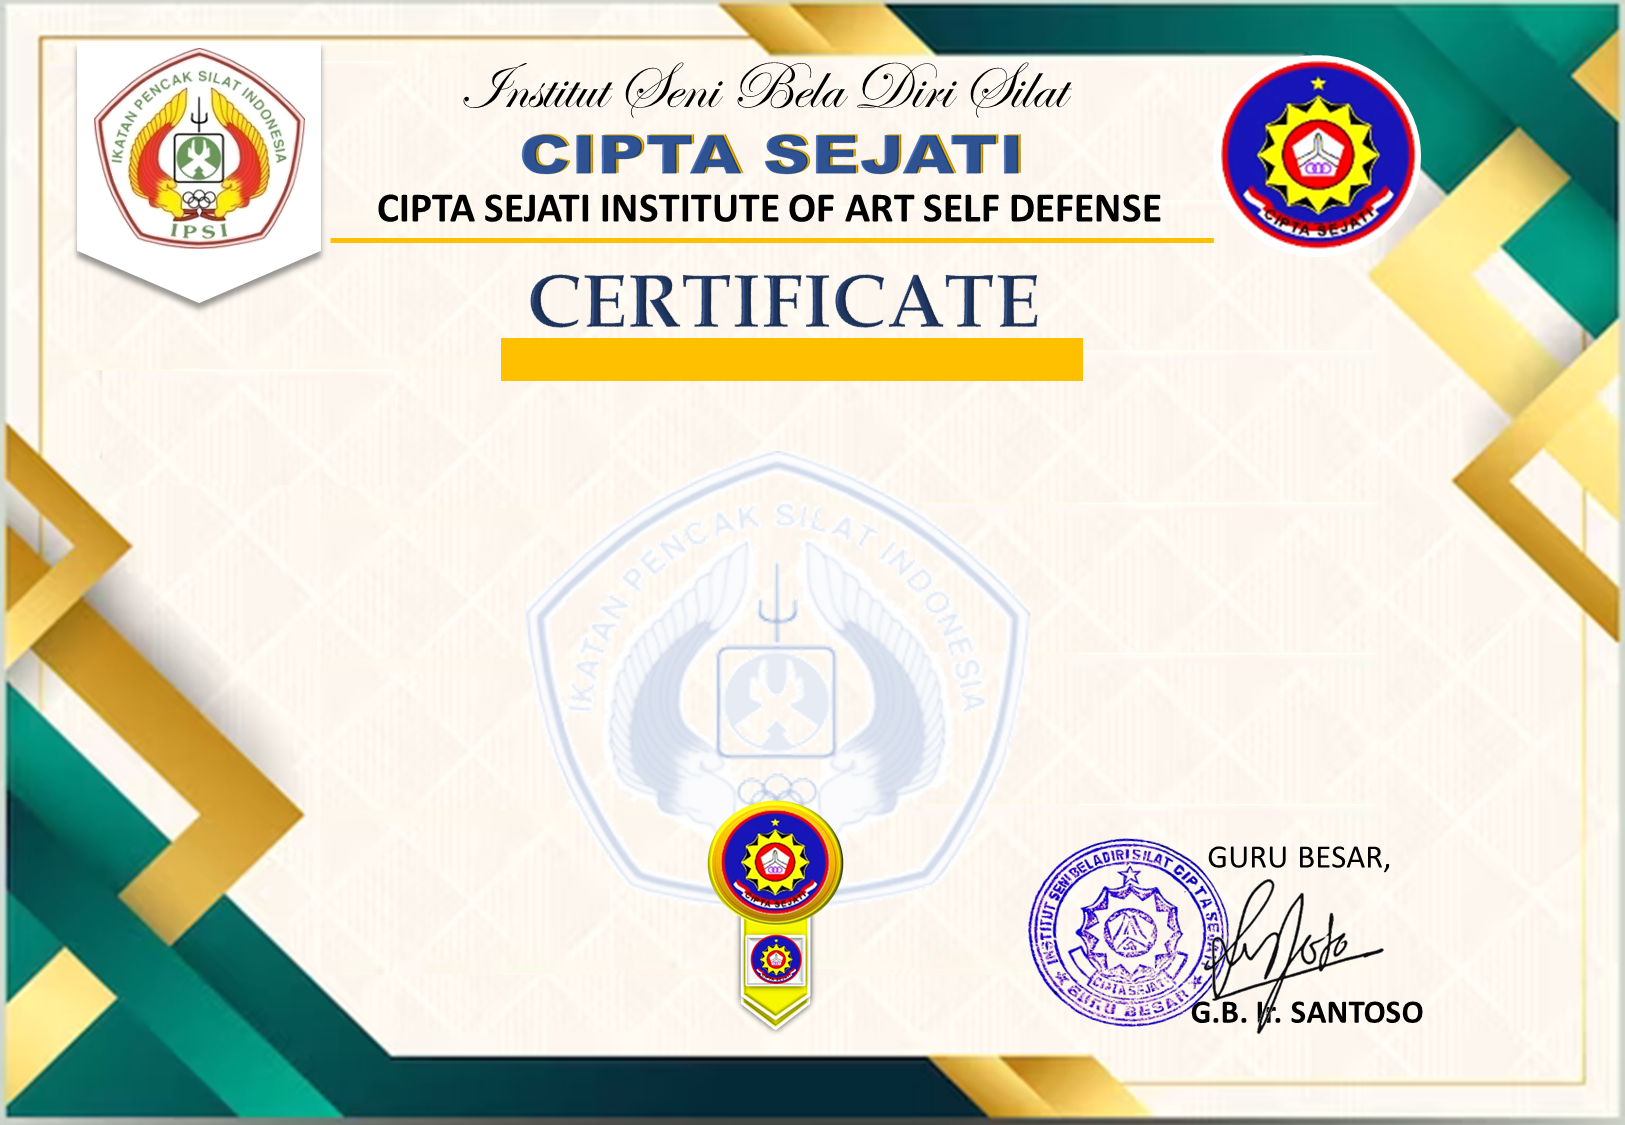 IKATAN PENCAK SILAT INDONESIA
IPSI
Institut Seni Bela Diri Silat
CIPTA SEJATI
CIPTA SEJATI INSTITUTE OF ART SELF DEFENSE
CIPTA SEJATI
CERTIFICATE
IKATAN PENCAK SILAT INDONESIA
CIPTA SEJATI
INSTITUT SENI BELADIRI SILAT CIPTA SEJATI
CIPTA SEJATI
GURU BESAR
GURU BESAR,
G.B. Ir. SANTOSO